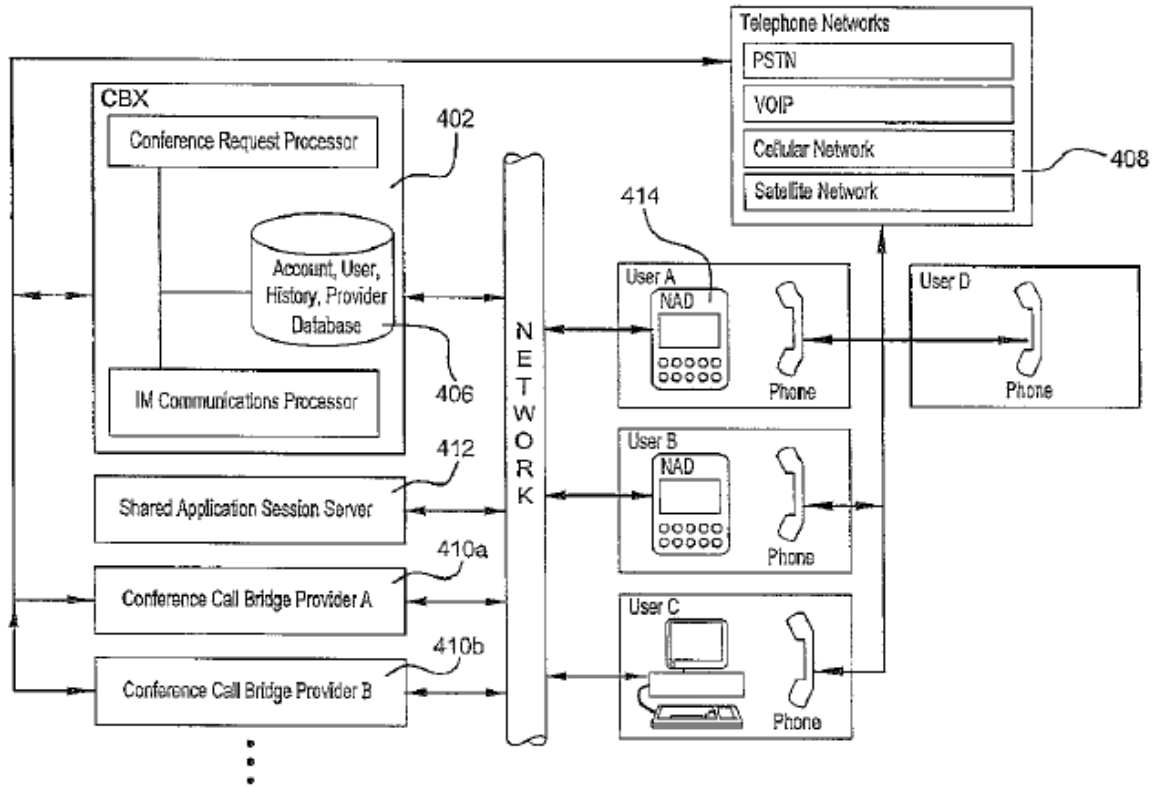 Telephone Networks
PSTN
VOIP
Cellular Network
Satellite Network
408
CBX
Conference Request Processor
402
Account, User,
History, Provider
Database
406
IM Communications Processor
412
Shared Application Session Server
410a
Conference Call Bridge Provider A
410b
Conference Call Bridge Provider B
NETWORK
414
User A
NAD
Phone
User D
Phone
User B
NAD
Phone
User C
Phone